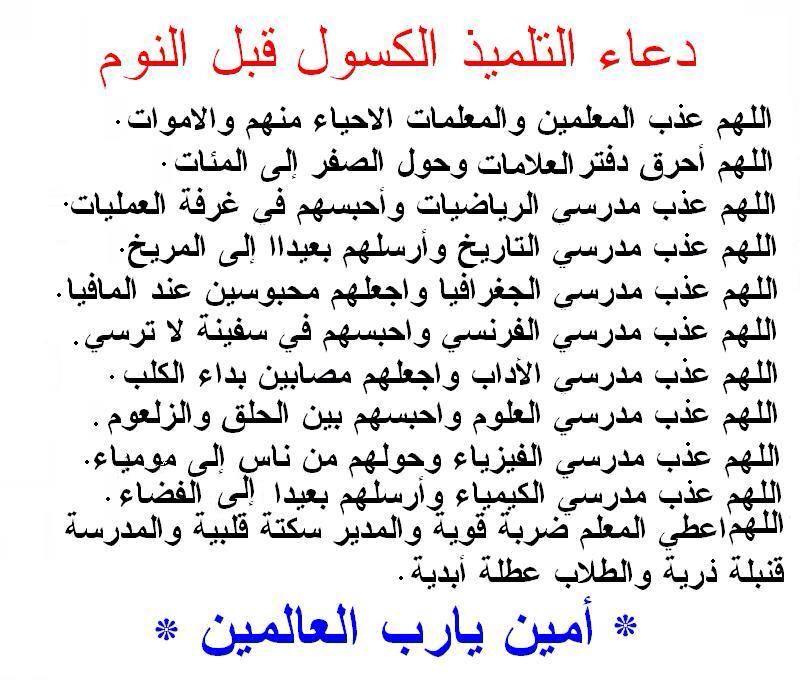 دعاء التلميذ الكسول قبل النوم
اللهم عذب المعلمين والمعلمات الاحياء منهم والاموات.
اللهم أحرق دفتر العلامات وحول الصفر إلى المئات.
اللهم عذب مدرسي الرياضيات وأحبسهم في غرفة العمليات.
اللهم عذب مدرسي التاريخ وأرسلهم بعيداا إلى المريخ.
اللهم عذب مدرسي الجغرافيا واجعلهم محبوسين عند المافيا.
اللهم عذب مدرسي الفرنسي واحبسهم في سفينة لا ترسي.
اللهم عذب مدرسي الأداب واجعلهم مصابين بداء الكلب.
اللهم عذب مدرسي العلوم واحبسهم بين الحلق والزلعوم.
اللهم عذب مدرسي الفيزياء وحولهم من ناس إلى مومياء.
اللهم عذب مدرسي الكيمياء وأرسلهم بعيدا إلى الفضاء.
اللهم اعطي المعلم ضربة قوية والمدير سكتة قلبية والمدرسة
قنبلة ذرية والطلاب عطلة أبدية.
* أمين يارب العالمين *